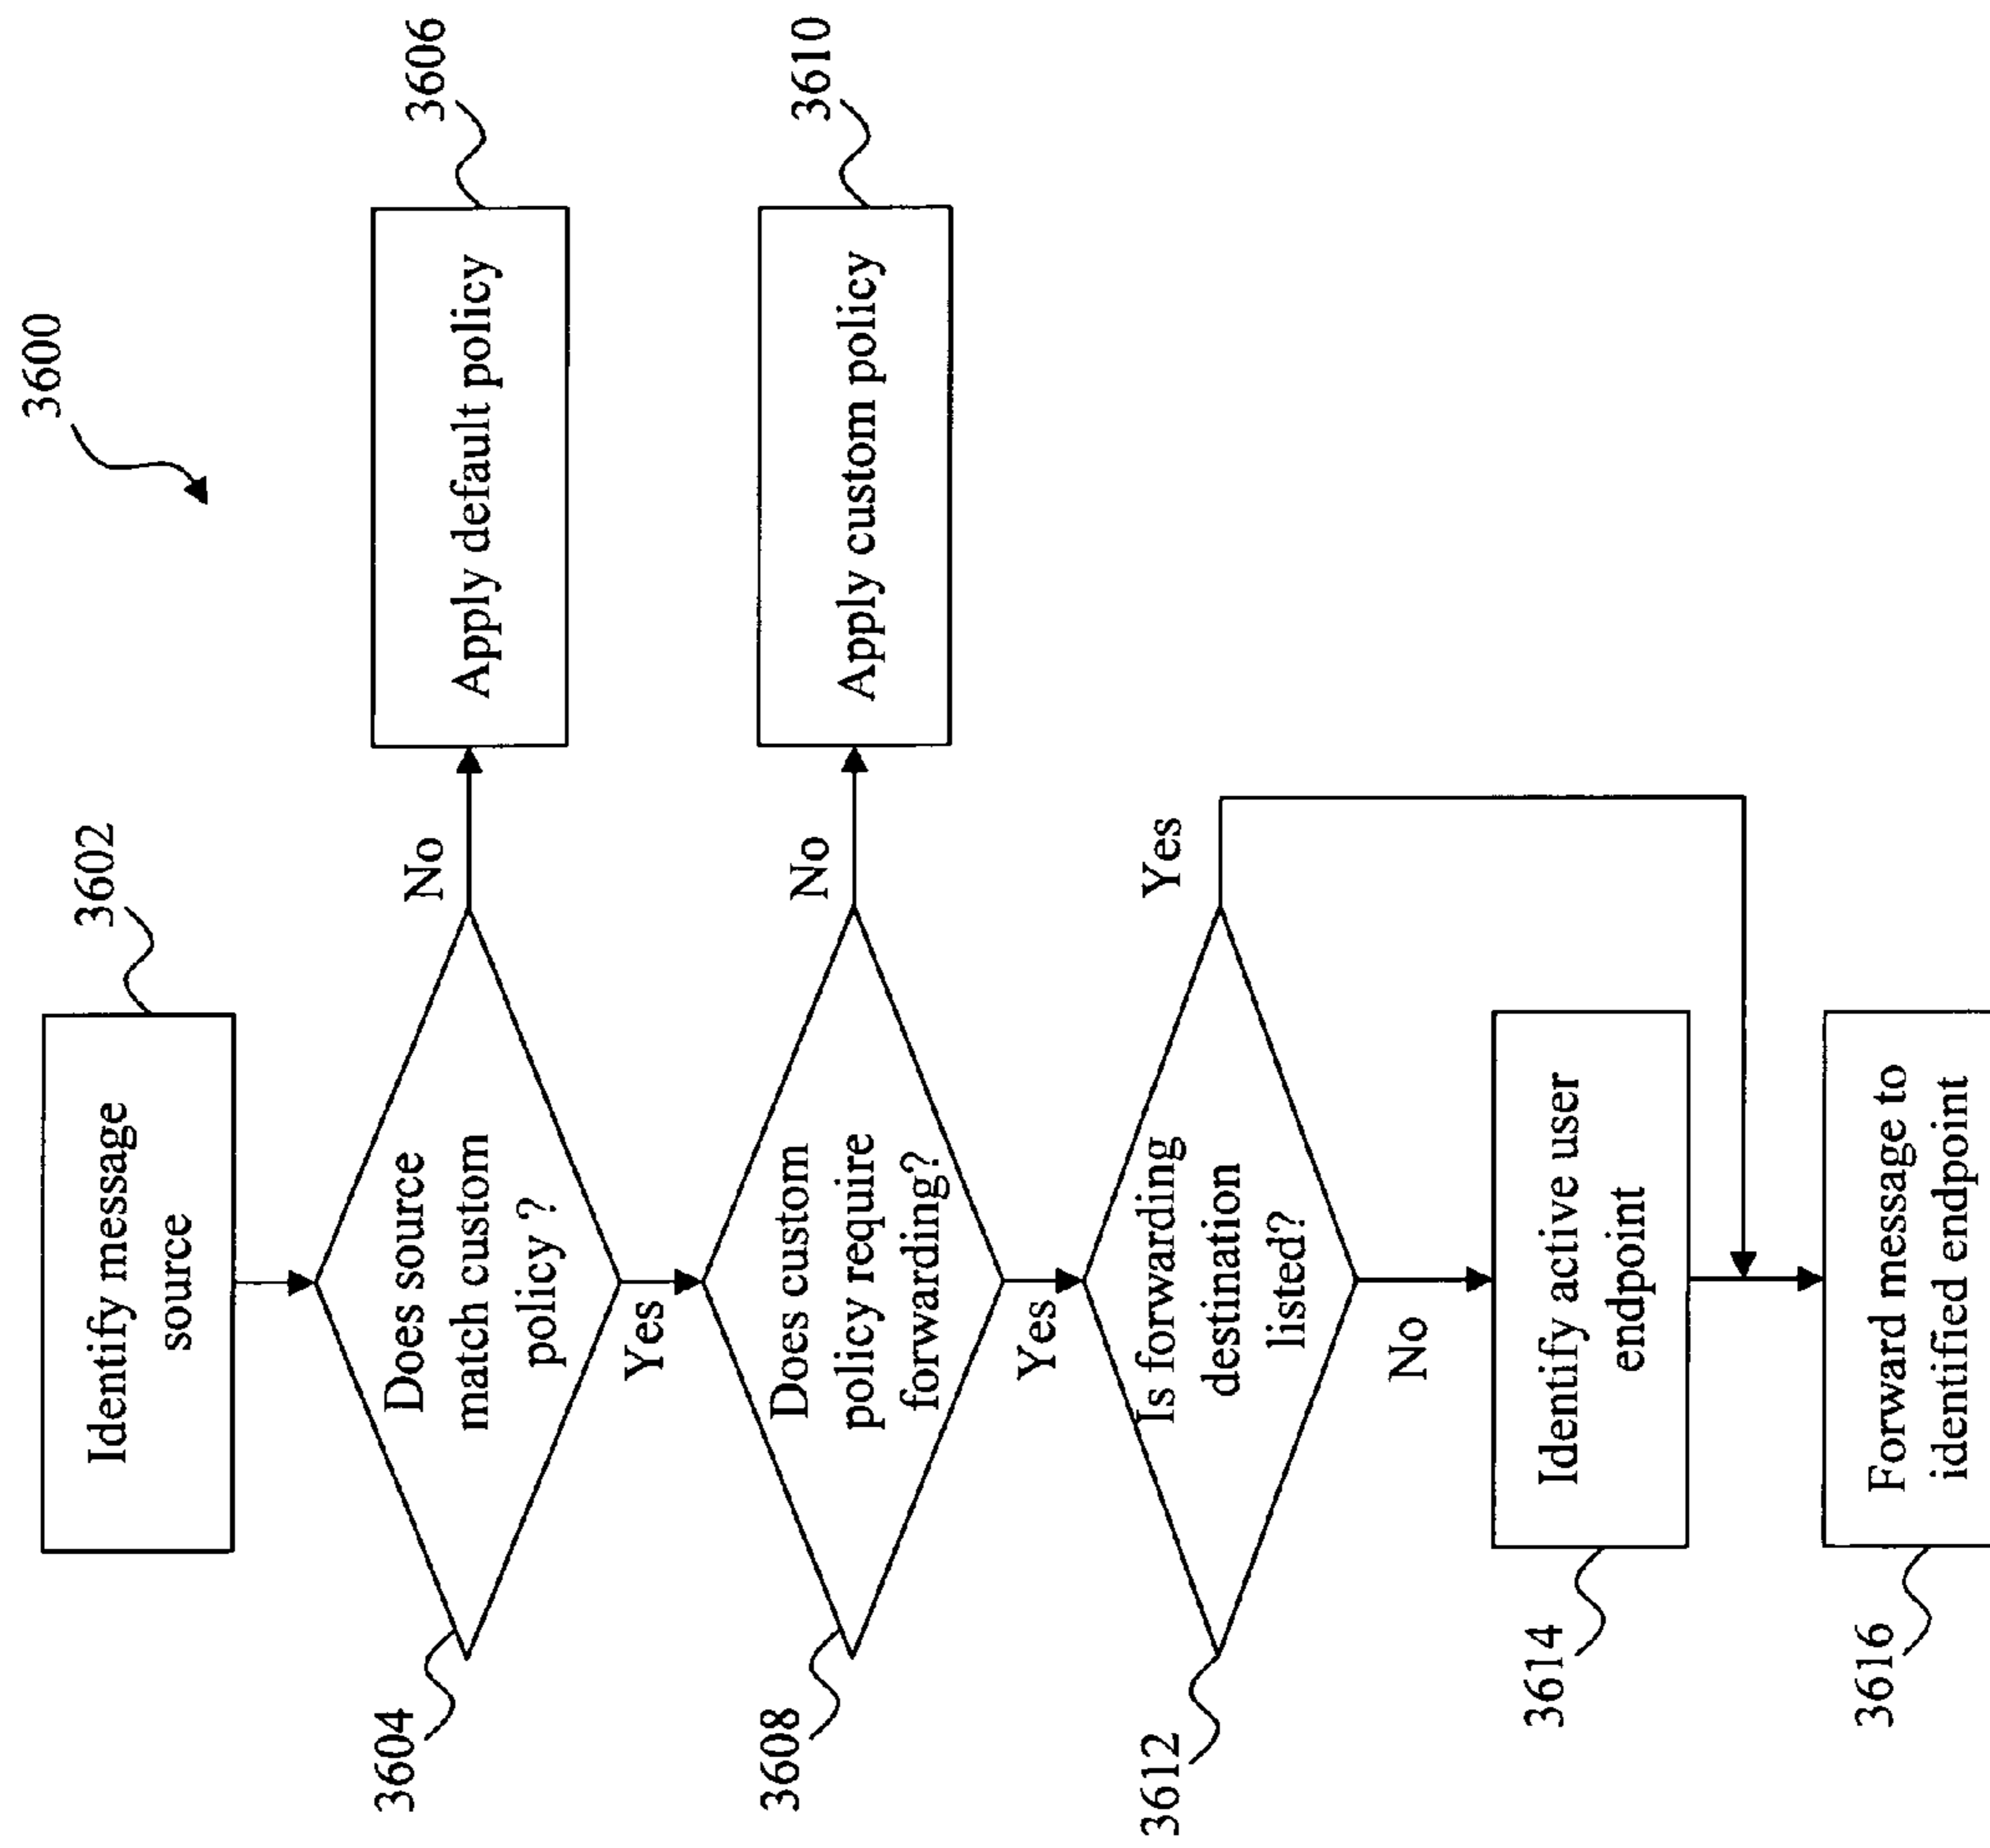 3600
3602
Identify message
source
3604
Does source
match custom
policy ?
No
3606
Apply default policy
Yes
3608
Does custom
policy require
forwarding?
No
3610
Apply custom policy
Yes
3612
Is forwarding
destination
listed?
Yes
No
3614
Identify active user
endpoint
3616
Forward message to
identified endpoint